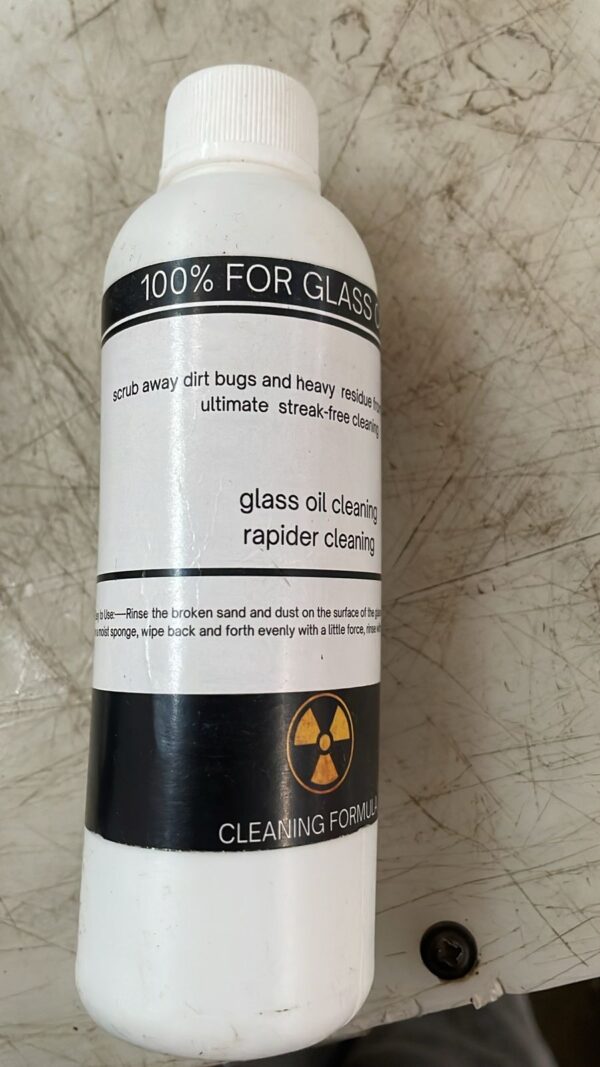 100% FOR GLASS
scrub away dirt bugs and heavy residue
ultimate streak-free cleaning
glass oil cleaning
rapider cleaning
to Use:—Rinse the broken sand and dust on the surface of the
moist sponge, wipe back and forth evenly with a little force, rinse
CLEANING FORMULA